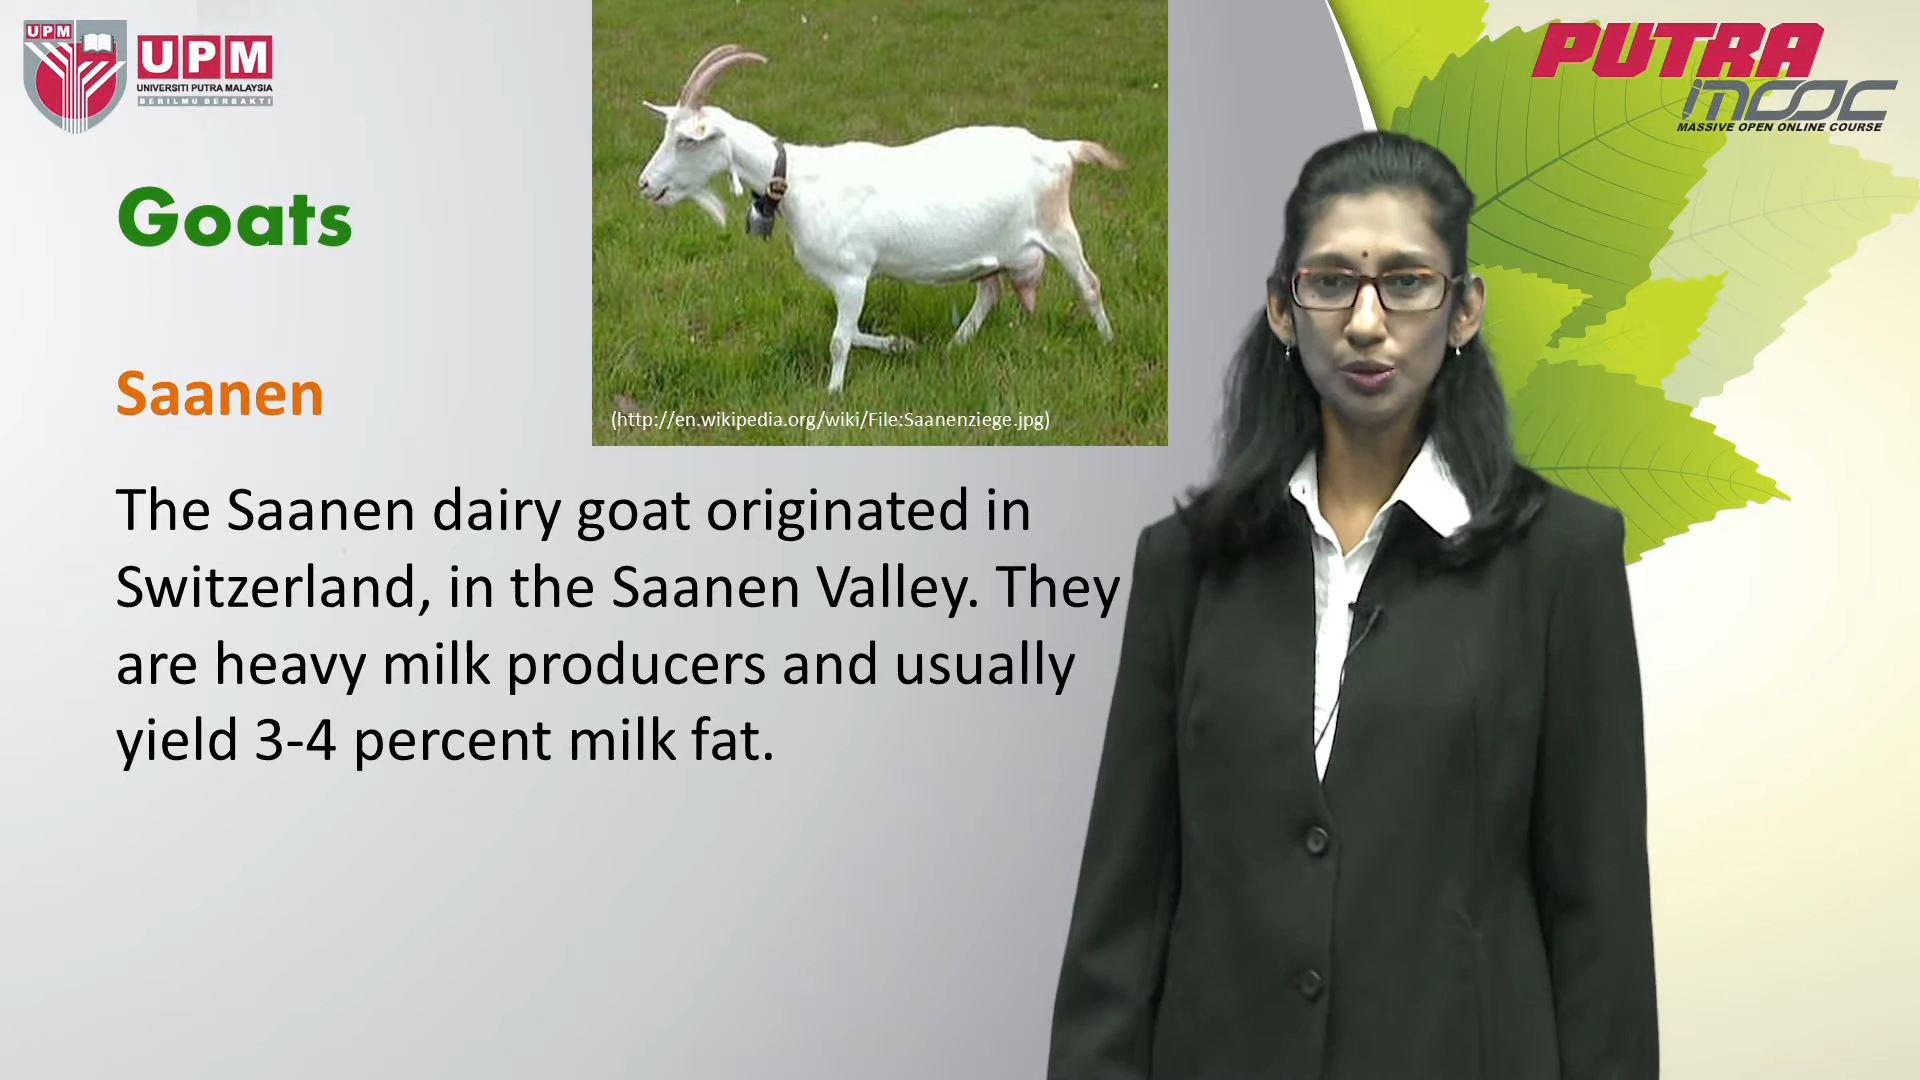 UPM
UPM
UNIVERSITI PUTRA MALAYSIA
BERILMU BERBAKTI
PUTRA
mooc
MASSIVE OPEN ONLINE COURSE
Goats
(http://en.wikipedia.org/wiki/File:Saanenziege.jpg)
Saanen
The Saanen dairy goat originated in
Switzerland, in the Saanen Valley. They
are heavy milk producers and usually
yield 3-4 percent milk fat.